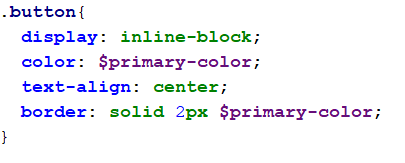 .button{
  display: inline-block;
  color: $primary-color;
  text-align: center;
  border: solid 2px $primary-color;
}